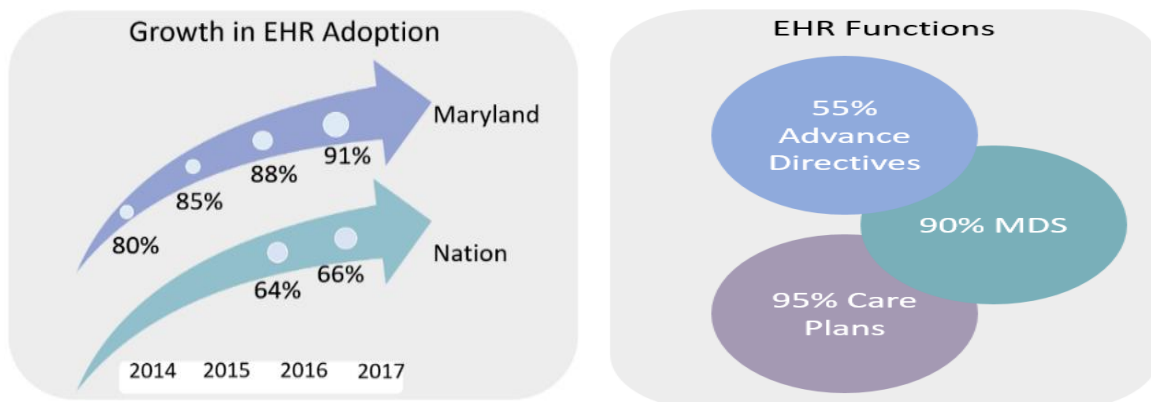 Growth in EHR Adoption
Maryland
91%
88%
85%
80%
Nation
66%
64%
2014 2015 2016 2017
EHR Functions
55%
Advance
Directives
90% MDS
95% Care
Plans